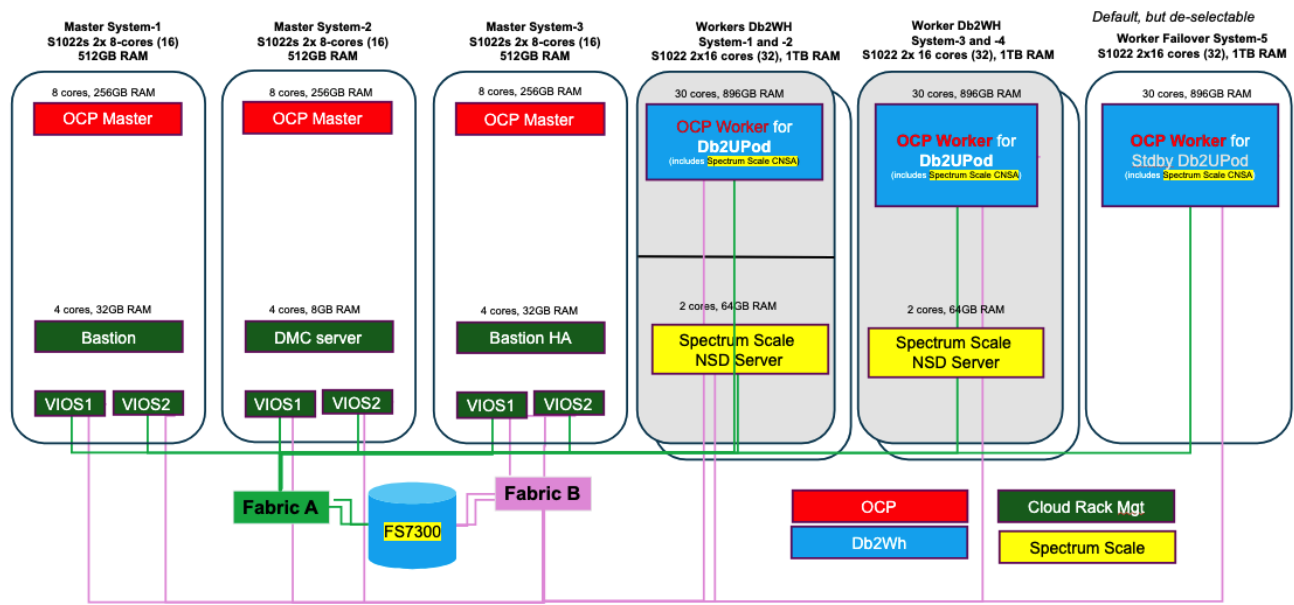 Master System-1
S1022s 2x 8-cores (16)
512GB RAM
Master System-2
S1022s 2x 8-cores (16)
512GB RAM
Master System-3
S1022s 2x 8-cores (16)
512GB RAM
Workers Db2WH
System-1 and -2
S1022 2x16 cores (32), 1TB RAM
Worker Db2WH
System-3 and -4
S1022 2x 16 cores (32), 1TB RAM
Default, but de-selectable
Worker Failover System-5
S1022 2x16 cores (32), 1TB RAM
8 cores, 256GB RAM
OCP Master
8 cores, 256GB RAM
OCP Master
8 cores, 256GB RAM
OCP Master
30 cores, 896GB RAM
OCP Worker for
Db2UPod
(includes Spectrum Scale CNSA)
30 cores, 896GB RAM
OCP Worker for
Db2UPod
(includes Spectrum Scale CNSA)
30 cores, 896GB RAM
OCP Worker for
Stdby Db2UPod
(includes Spectrum Scale CNSA)
4 cores, 32GB RAM
Bastion
4 cores, 8GB RAM
DMC server
4 cores, 32GB RAM
Bastion HA
2 cores, 64GB RAM
Spectrum Scale
NSD Server
2 cores, 64GB RAM
Spectrum Scale
NSD Server
VIOS1
VIOS2
VIOS1
VIOS2
VIOS1
VIOS2
Fabric A
FS7300
Fabric B
OCP
Cloud Rack Mgt
Db2Wh
Spectrum Scale